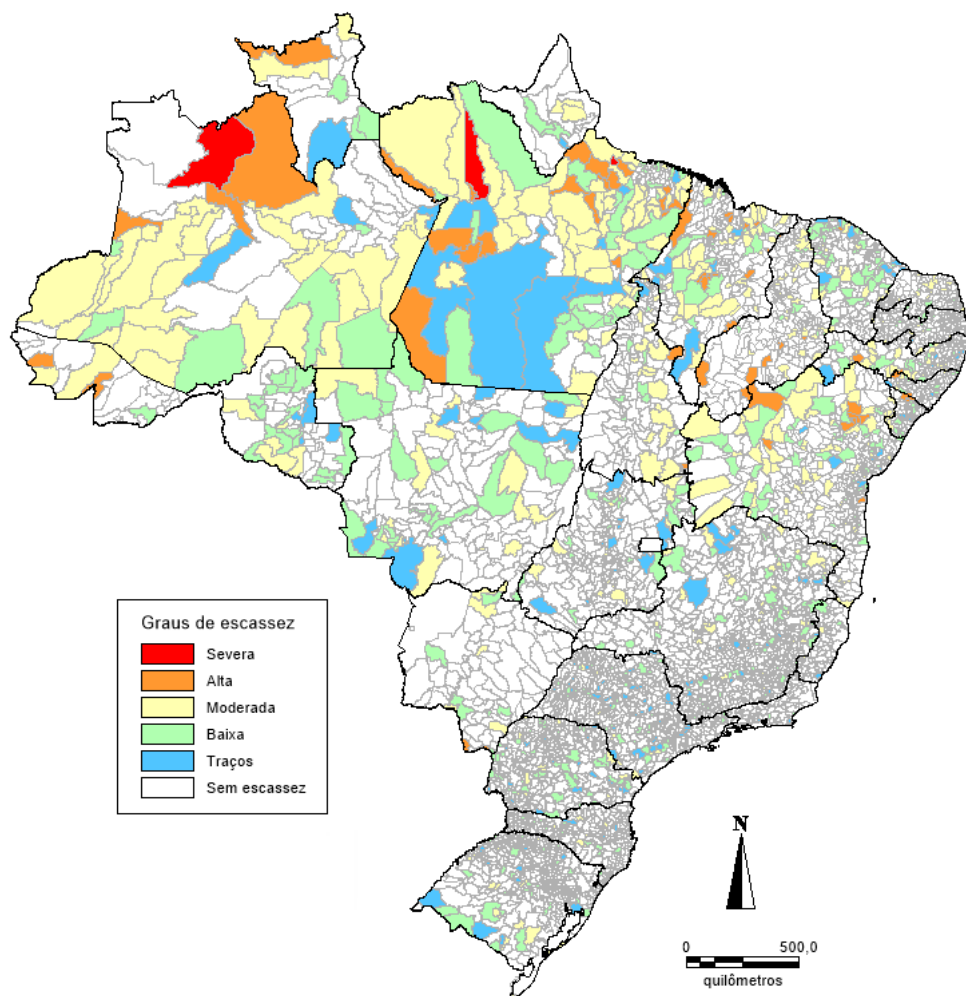 Graus de escassez
Severa
Alta
Moderada
Baixa
Traços
Sem escassez
N
0 500,0
quilômetros